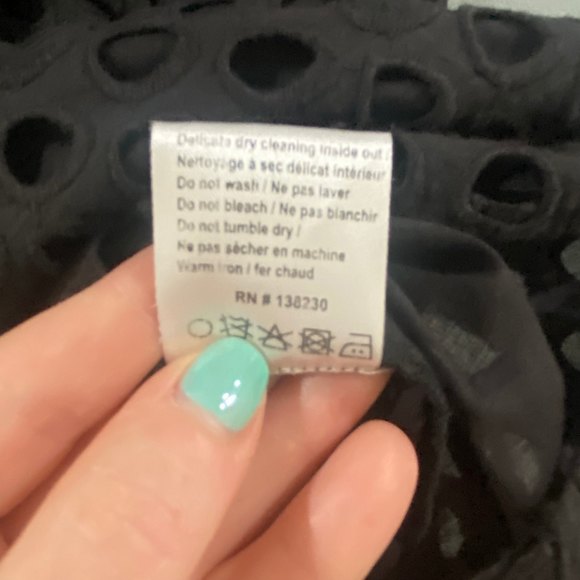 Delicate dry cleaning inside out
Nettoyage à sec délicat intérieur
Do not wash / Ne pas laver
Do not bleach / Ne pas blanchir
Do not tumble dry /
Ne pas sécher en machine
Warm iron / fer chaud
RN # 138230